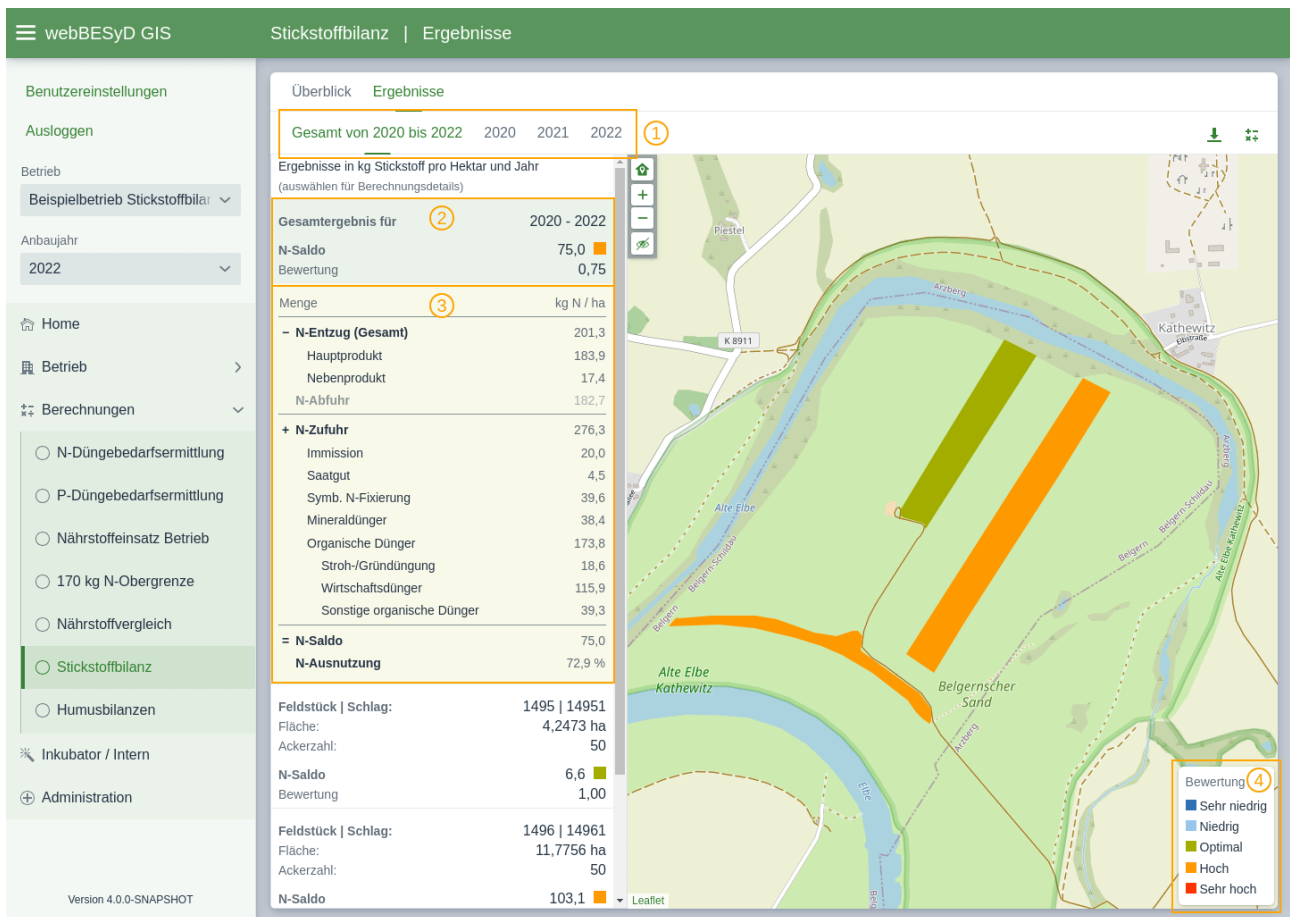 webBESyD GIS
Stickstoffbilanz | Ergebnisse
Benutzereinstellungen
Ausloggen
Betrieb
Beispielbetrieb Stickstoffbilar
Anbaujahr
2022
Home
Betrieb
Berechnungen
N-Düngebedarfsermittlung
P-Düngebedarfsermittlung
Nährstoffeinsatz Betrieb
170 kg N-Obergrenze
Nährstoffvergleich
Stickstoffbilanz
Humusbilanzen
Inkubator / Intern
Administration
Version 4.0.0-SNAPSHOT
Überblick Ergebnisse
Gesamt von 2020 bis 2022 2020 2021 2022 1
Ergebnisse in kg Stickstoff pro Hektar und Jahr
(auswählen für Berechnungsdetails)
Gesamtergebnis für 2 2020 - 2022
N-Saldo 75,0
Bewertung 0,75
Menge 3 kg N / ha
− N-Entzug (Gesamt) 201,3
Hauptprodukt 183,9
Nebenprodukt 17,4
N-Abfuhr 182,7
+ N-Zufuhr 276,3
Immission 20,0
Saatgut 4,5
Symb. N-Fixierung 39,6
Mineraldünger 38,4
Organische Dünger 173,8
Stroh-/Gründüngung 18,6
Wirtschaftsdünger 115,9
Sonstige organische Dünger 39,3
= N-Saldo 75,0
N-Ausnutzung 72,9 %
Feldstück | Schlag: 1495 | 14951
Fläche: 4,2473 ha
Ackerzahl: 50
N-Saldo 6,6
Bewertung 1,00
Feldstück | Schlag: 1496 | 14961
Fläche: 11,7756 ha
Ackerzahl: 50
N-Saldo 103,1
+
−
Piestel
Arzberg
K 8911
Kathewitz
Elbstraße
Arzberg
Arzberg
Alte Elbe
Belgern-Schildau
Belgern
Belgern-Schildau
Belgern
Alte Elbe Kathewitz
Alte Elbe
Kathewitz
Belgernscher
Sand
Arzberg
Elbe
Belg
Leaflet
Bewertung 4
Sehr niedrig
Niedrig
Optimal
Hoch
Sehr hoch